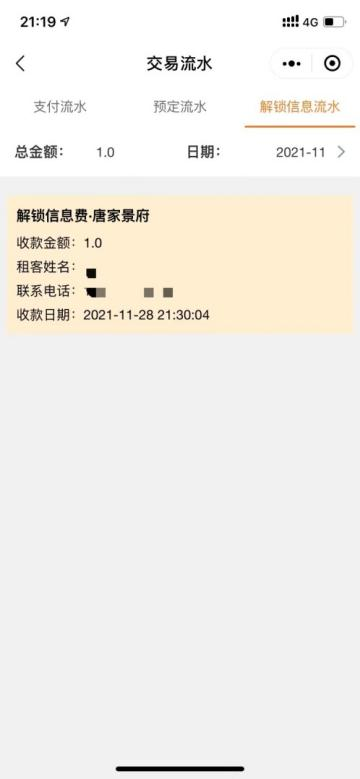 21:19 4G
交易流水
支付流水 预定流水 解锁信息流水
总金额： 1.0 日期： 2021-11
解锁信息费·唐家景府
收款金额：1.0
租客姓名：
联系电话：
收款日期：2021-11-28 21:30:04